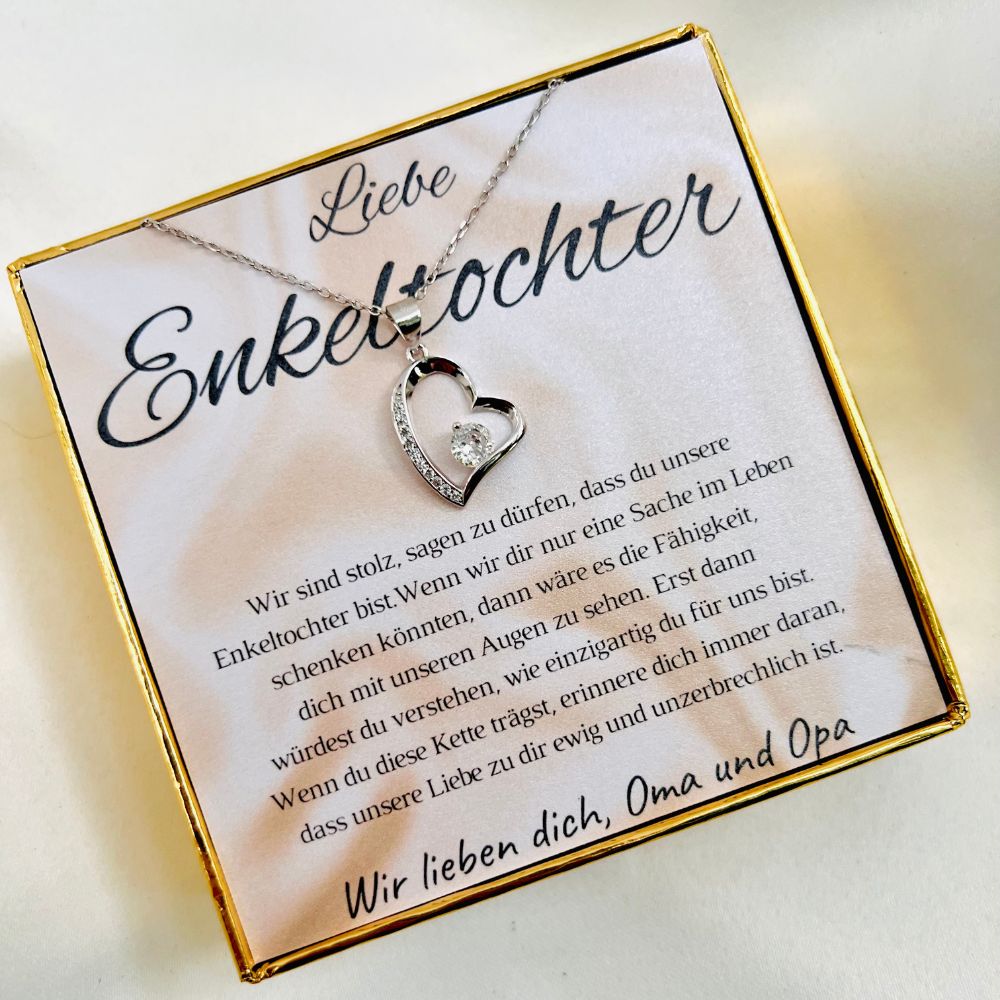 Liebe
Enkeltochter
Wir sind stolz, sagen zu dürfen, dass du unsere
Enkeltochter bist.Wenn wir dir nur eine Sache im Leben
schenken könnten, dann wäre es die Fähigkeit,
dich mit unseren Augen zu sehen. Erst dann
würdest du verstehen, wie einzigartig du für uns bist.
Wenn du diese Kette trägst, erinnere dich immer daran,
dass unsere Liebe zu dir ewig und unzerbrechlich ist.
Wir lieben dich, Oma und Opa